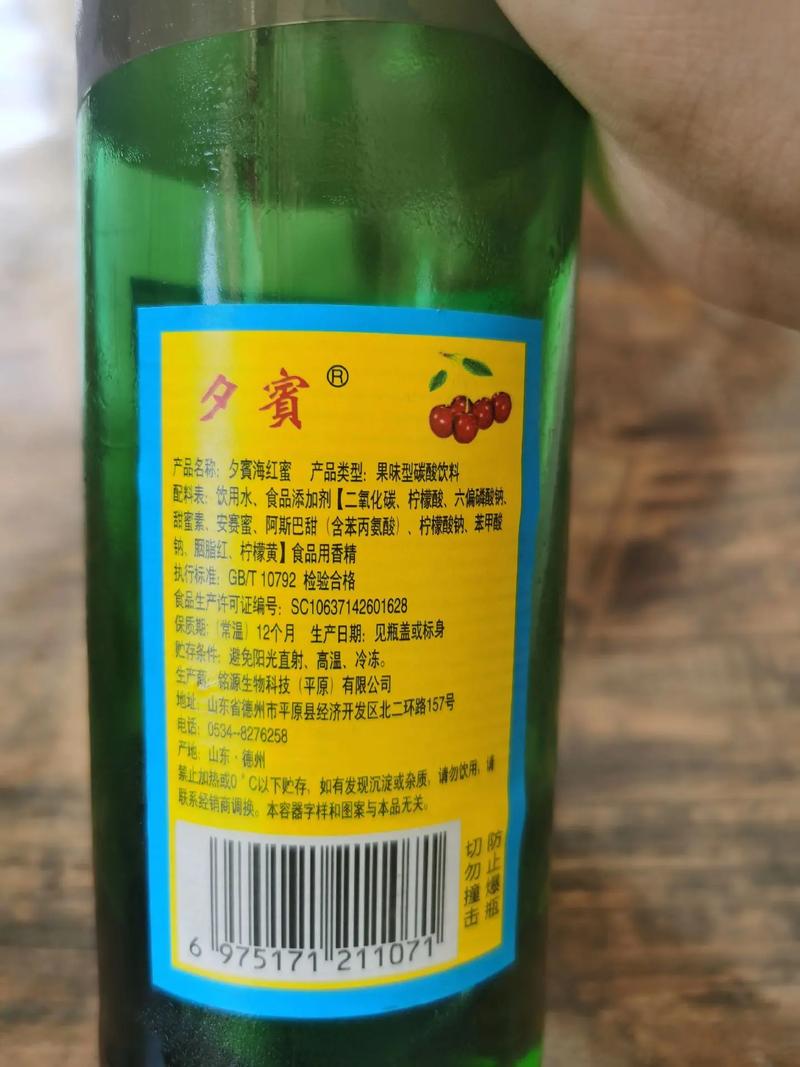 夕賓®
产品名称：夕賓海红蜜 产品类型：果味型碳酸饮料
配料表：饮用水、食品添加剂【二氧化碳、柠檬酸、六偏磷酸钠、
甜蜜素、安赛蜜、阿斯巴甜（含苯丙氨酸）、柠檬酸钠、苯甲酸
钠、胭脂红、柠檬黄】食品用香精
执行标准：GB/T 10792 检验合格
食品生产许可证编号：SC10637142601628
保质期：（常温）12个月 生产日期：见瓶盖或标身
贮存条件：避免阳光直射、高温、冷冻。
生产商：铭源生物科技（平原）有限公司
地址：山东省德州市平原县经济开发区北二环路157号
电话：0534--8276258
产地：山东·德州
禁止加热或0°C以下贮存，如有发现沉淀或杂质，请勿饮用，请
联系经销商调换。本容器字样和图案与本品无关。
防止爆瓶
切勿撞击
6 975171 211071